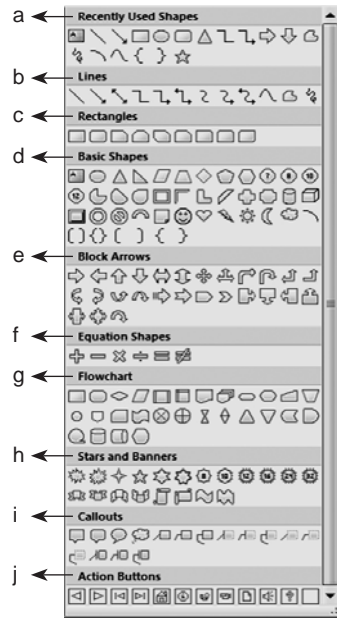 a Recently Used Shapes
b Lines
c Rectangles
d Basic Shapes
e Block Arrows
f Equation Shapes
g Flowchart
h Stars and Banners
i Callouts
j Action Buttons